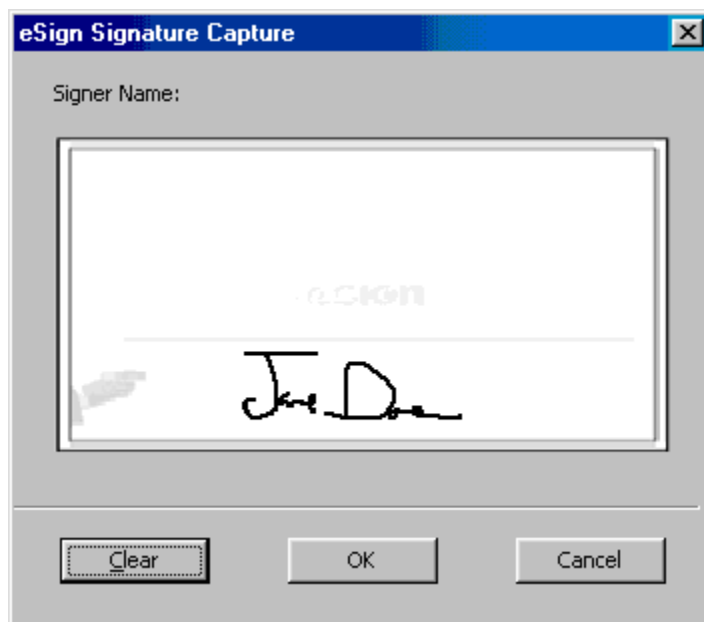 eSign Signature Capture
Signer Name:
esign
Jane Doe
Clear
OK
Cancel